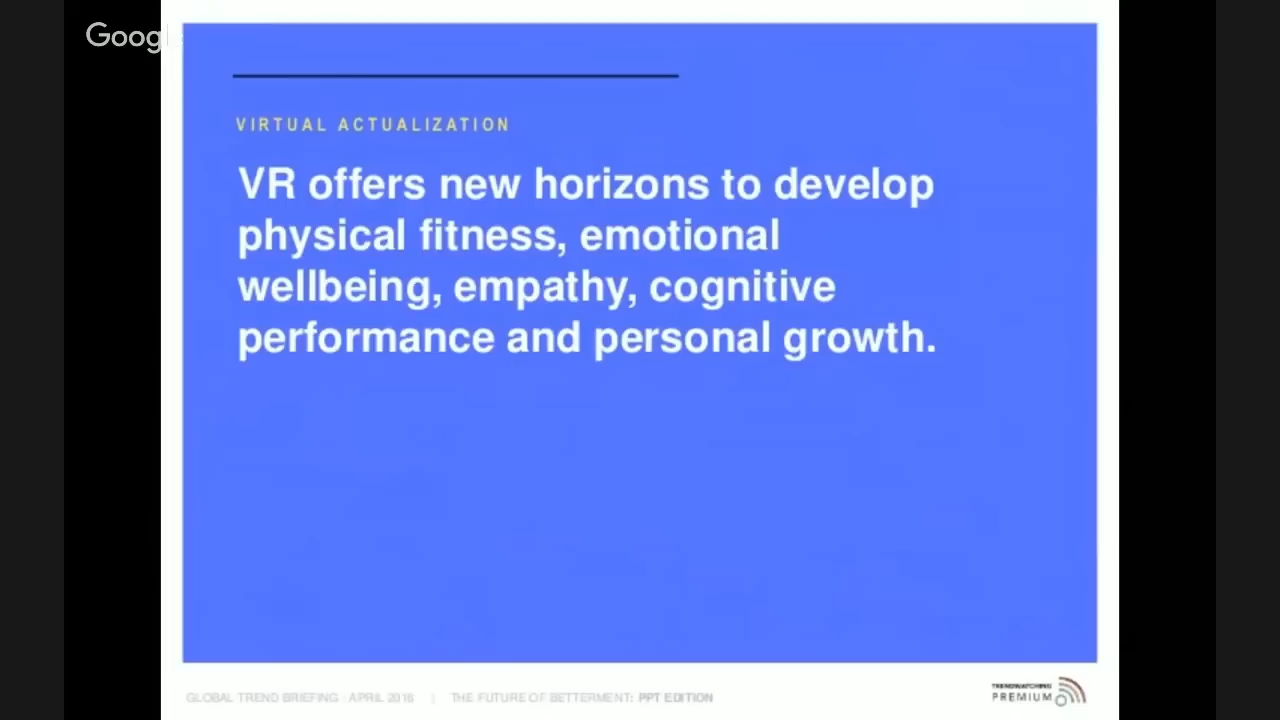 Google
VIRTUAL ACTUALIZATION
VR offers new horizons to develop
physical fitness, emotional
wellbeing, empathy, cognitive
performance and personal growth.
GLOBAL TREND BRIEFING · APRIL 2016 | THE FUTURE OF BETTERMENT: PPT EDITION
TRENDWATCHING
PREMIUM